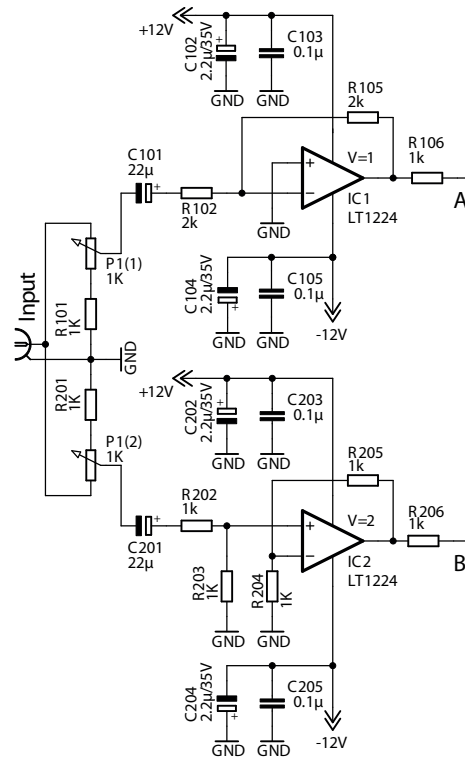 +12V
C102
2.2µ/35V
+
C103
0.1µ
GND
GND
R105
2k
C101
22µ
+
R102
2k
+
−
V=1
IC1
LT1224
R106
1k
A
GND
P1(1)
1K
C104
2.2µ/35V
+
C105
0.1µ
GND
GND
-12V
Input
R101
1K
GND
R201
1K
P1(2)
1K
+12V
C202
2.2µ/35V
+
C203
0.1µ
GND
GND
R205
1k
C201
22µ
+
R202
1k
+
−
V=2
IC2
LT1224
R206
1k
B
R203
1K
R204
1K
GND
GND
C204
2.2µ/35V
+
C205
0.1µ
GND
GND
-12V